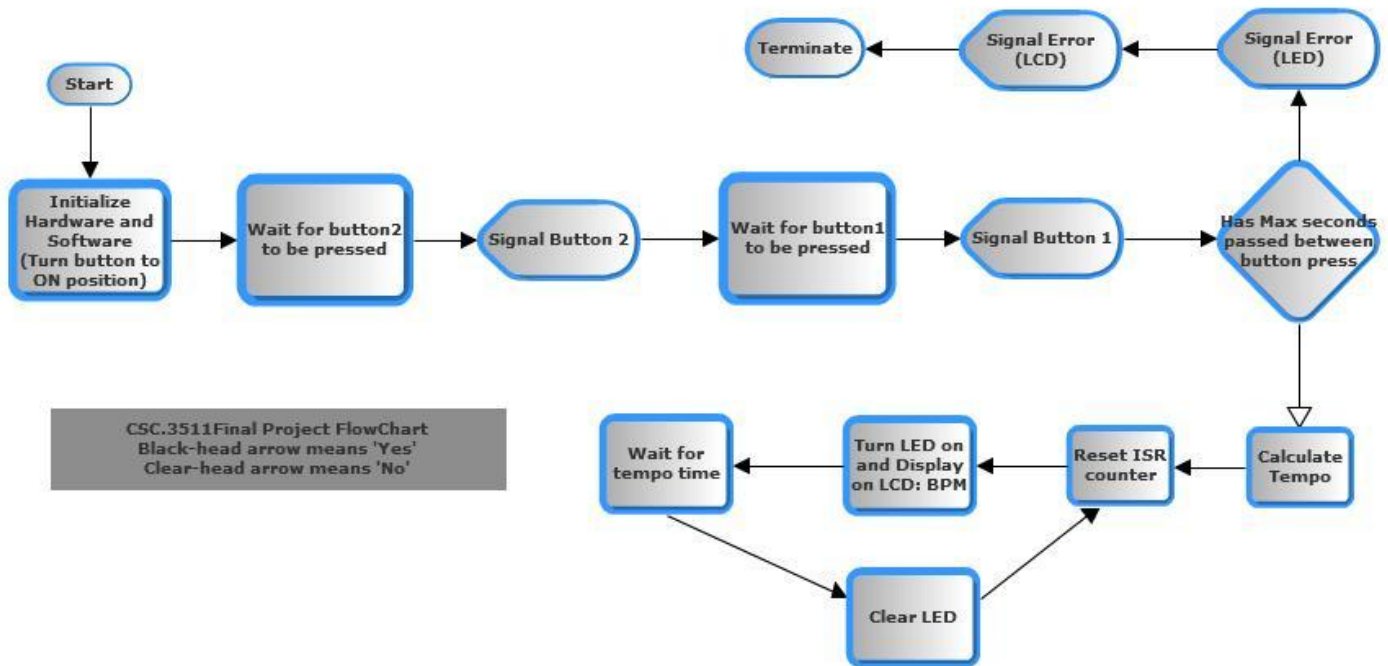 Start
Initialize
Hardware and
Software
(Turn button to
ON position)
Wait for button2
to be pressed
Signal Button 2
Wait for button1
to be pressed
Signal Button 1
Has Max seconds
passed between
button press
Signal Error
(LED)
Signal Error
(LCD)
Terminate
Calculate
Tempo
Reset ISR
counter
Turn LED on
and Display
on LCD: BPM
Wait for
tempo time
Clear LED
CSC.3511Final Project FlowChart
Black-head arrow means 'Yes'
Clear-head arrow means 'No'